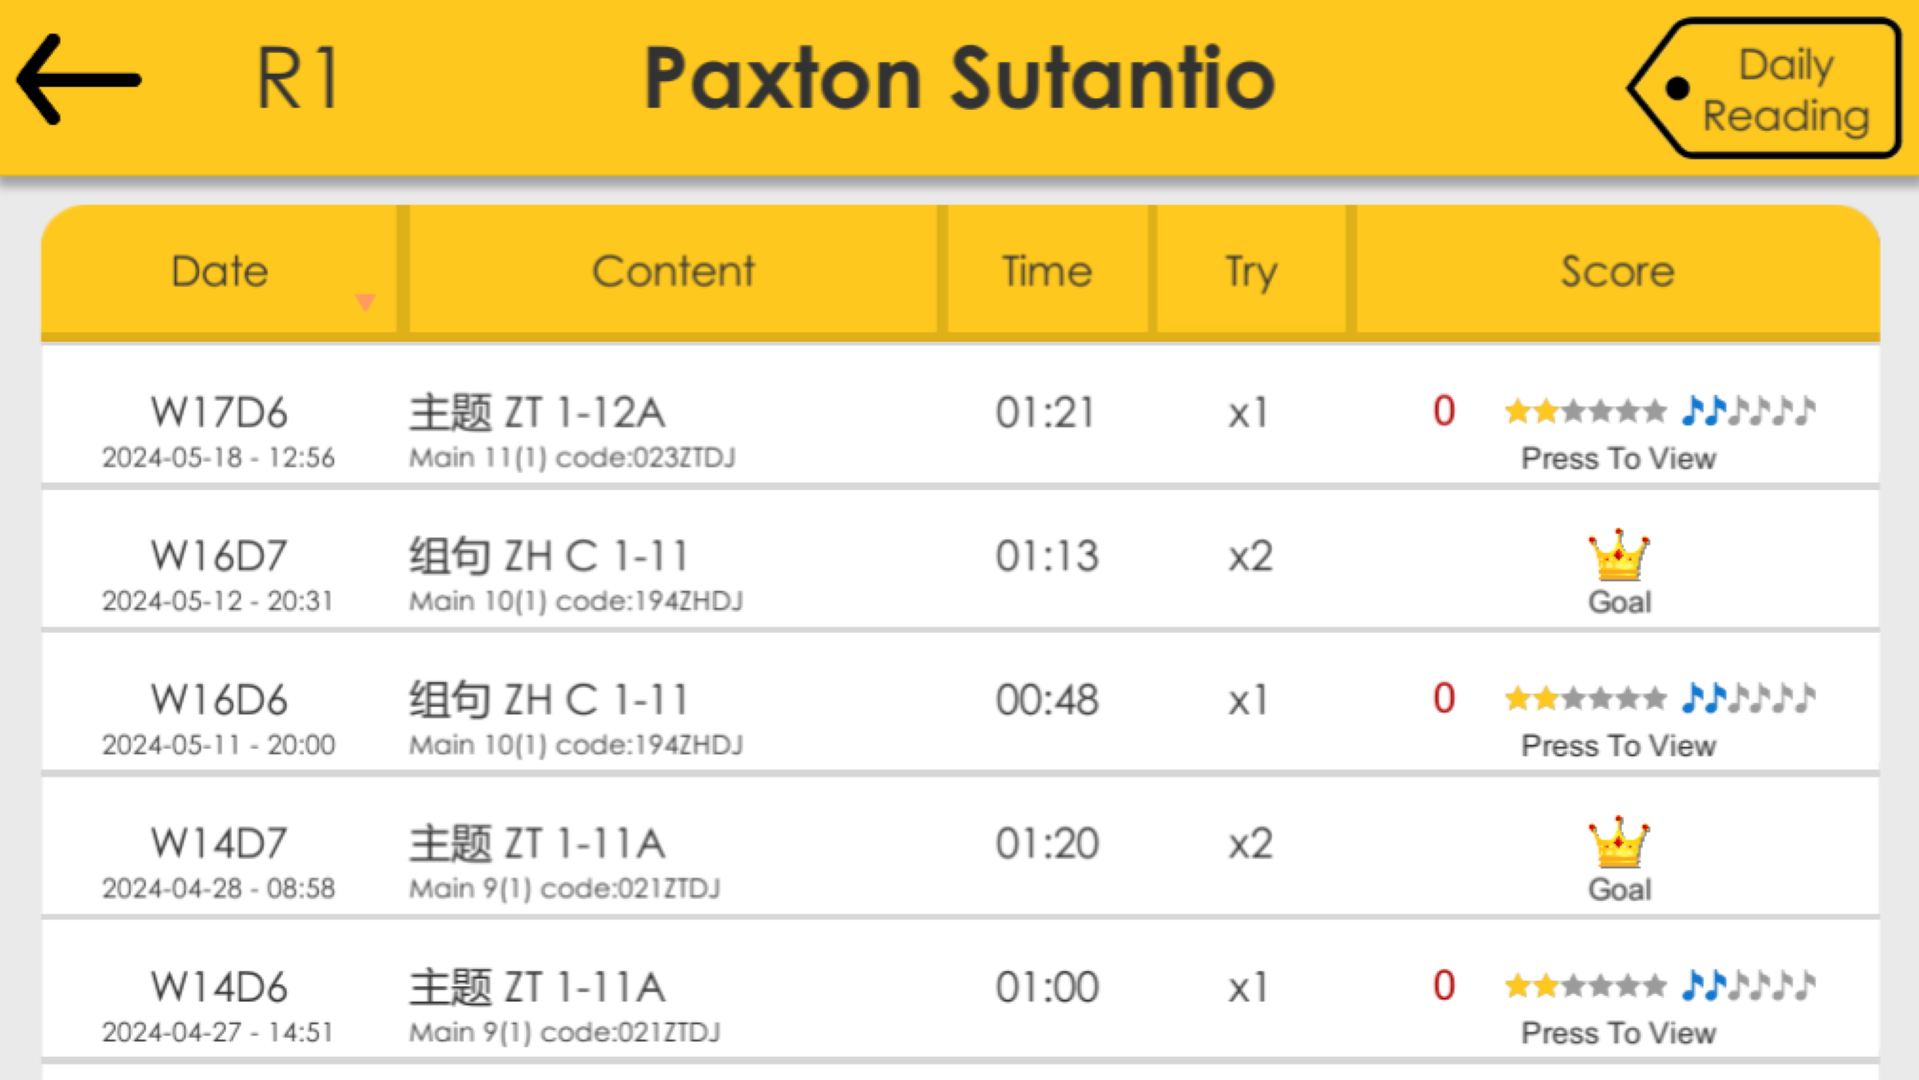 R1
Paxton Sutantio
Daily
Reading
Date
Content
Time
Try
Score
W17D6
2024-05-18 - 12:56
主题 ZT 1-12A
Main 11(1) code:023ZTDJ
01:21
x1
0
Press To View
W16D7
2024-05-12 - 20:31
组句 ZH C 1-11
Main 10(1) code:194ZHDJ
01:13
x2
Goal
W16D6
2024-05-11 - 20:00
组句 ZH C 1-11
Main 10(1) code:194ZHDJ
00:48
x1
0
Press To View
W14D7
2024-04-28 - 08:58
主题 ZT 1-11A
Main 9(1) code:021ZTDJ
01:20
x2
Goal
W14D6
2024-04-27 - 14:51
主题 ZT 1-11A
Main 9(1) code:021ZTDJ
01:00
x1
0
Press To View